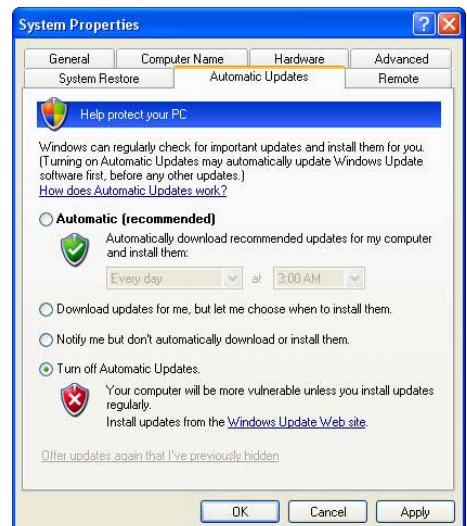 System Properties
General Computer Name Hardware Advanced
System Restore Automatic Updates Remote
Help protect your PC
Windows can regularly check for important updates and install them for you.
(Turning on Automatic Updates may automatically update Windows Update
software first, before any other updates.)
How does Automatic Updates work?
Automatic (recommended)
Automatically download recommended updates for my computer
and install them:
Every day at 3:00 AM
Download updates for me, but let me choose when to install them.
Notify me but don't automatically download or install them.
Turn off Automatic Updates.
Your computer will be more vulnerable unless you install updates
regularly.
Install updates from the Windows Update Web site.
Offer updates again that I've previously hidden
OK Cancel Apply